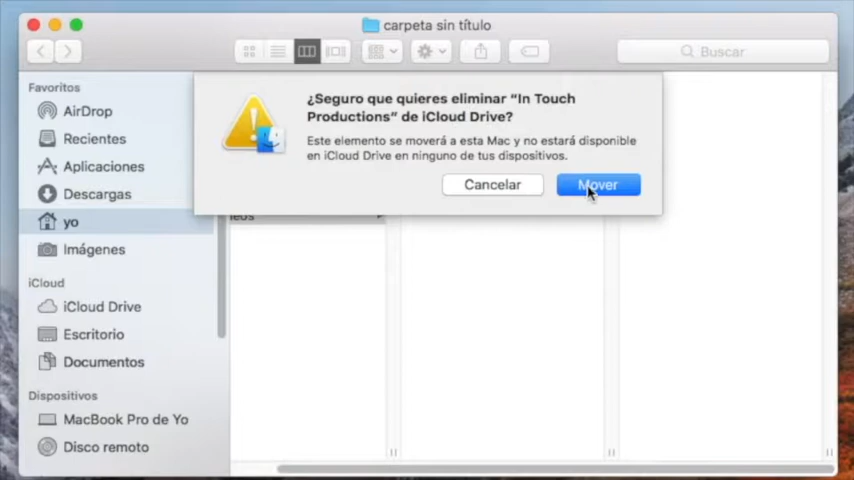 carpeta sin título
Buscar
Favoritos
AirDrop
Recientes
Aplicaciones
Descargas
yo
Imágenes
iCloud
iCloud Drive
Escritorio
Documentos
Dispositivos
MacBook Pro de Yo
Disco remoto
¿Seguro que quieres eliminar “In Touch
Productions” de iCloud Drive?
Este elemento se moverá a esta Mac y no estará disponible
en iCloud Drive en ninguno de tus dispositivos.
Cancelar
Mover